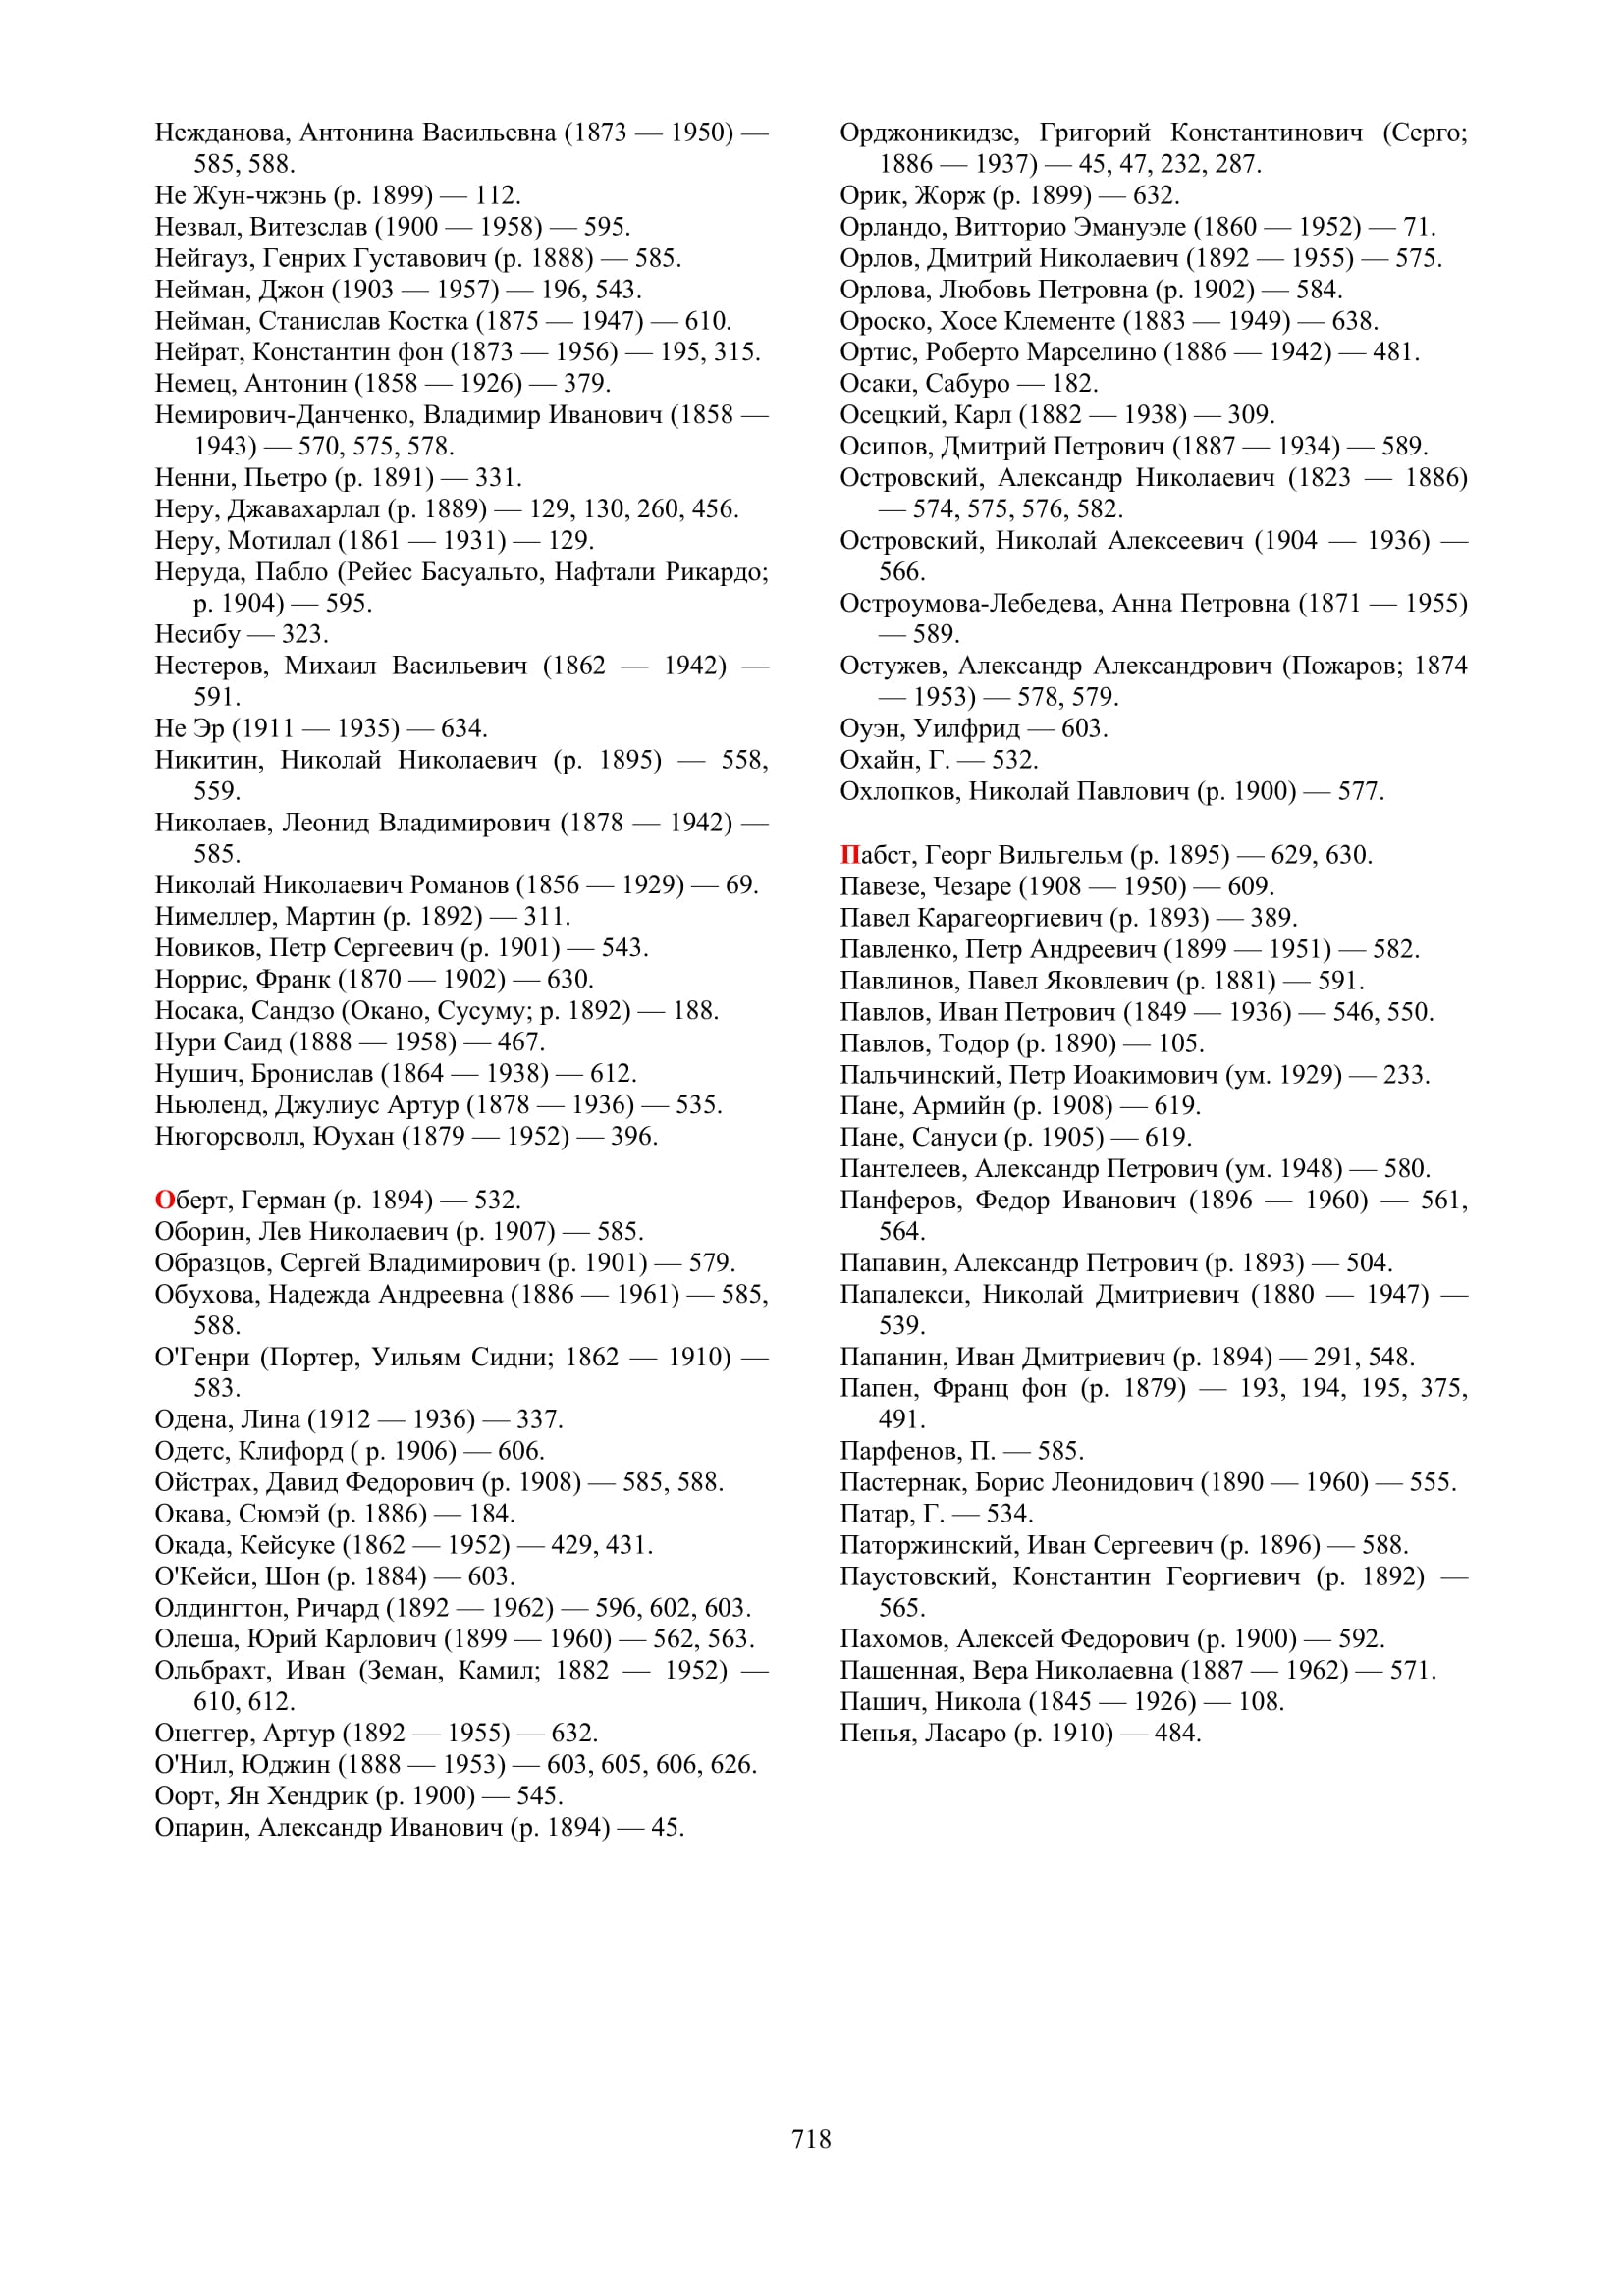 Нежданова, Антонина Васильевна (1873 — 1950) —
585, 588.
Не Жун-чжэнь (р. 1899) — 112.
Незвал, Витезслав (1900 — 1958) — 595.
Нейгауз, Генрих Густавович (р. 1888) — 585.
Нейман, Джон (1903 — 1957) — 196, 543.
Нейман, Станислав Костка (1875 — 1947) — 610.
Нейрат, Константин фон (1873 — 1956) — 195, 315.
Немец, Антонин (1858 — 1926) — 379.
Немирович-Данченко, Владимир Иванович (1858 —
1943) — 570, 575, 578.
Ненни, Пьетро (р. 1891) — 331.
Неру, Джавахарлал (р. 1889) — 129, 130, 260, 456.
Неру, Мотилал (1861 — 1931) — 129.
Неруда, Пабло (Рейес Басуальто, Нафтали Рикардо;
р. 1904) — 595.
Несибу — 323.
Нестеров, Михаил Васильевич (1862 — 1942) —
591.
Не Эр (1911 — 1935) — 634.
Никитин, Николай Николаевич (р. 1895) — 558,
559.
Николаев, Леонид Владимирович (1878 — 1942) —
585.
Николай Николаевич Романов (1856 — 1929) — 69.
Нимеллер, Мартин (р. 1892) — 311.
Новиков, Петр Сергеевич (р. 1901) — 543.
Норрис, Франк (1870 — 1902) — 630.
Носака, Сандзо (Окано, Сусуму; р. 1892) — 188.
Нури Саид (1888 — 1958) — 467.
Нушич, Бронислав (1864 — 1938) — 612.
Ньюленд, Джулиус Артур (1878 — 1936) — 535.
Нюгорсволл, Юухан (1879 — 1952) — 396.
Оберт, Герман (р. 1894) — 532.
Оборин, Лев Николаевич (р. 1907) — 585.
Образцов, Сергей Владимирович (р. 1901) — 579.
Обухова, Надежда Андреевна (1886 — 1961) — 585,
588.
О'Генри (Портер, Уильям Сидни; 1862 — 1910) —
583.
Одена, Лина (1912 — 1936) — 337.
Одетс, Клифорд ( р. 1906) — 606.
Ойстрах, Давид Федорович (р. 1908) — 585, 588.
Окава, Сюмэй (р. 1886) — 184.
Окада, Кейсуке (1862 — 1952) — 429, 431.
О'Кейси, Шон (р. 1884) — 603.
Олдингтон, Ричард (1892 — 1962) — 596, 602, 603.
Олеша, Юрий Карлович (1899 — 1960) — 562, 563.
Ольбрахт, Иван (Земан, Камил; 1882 — 1952) —
610, 612.
Онеггер, Артур (1892 — 1955) — 632.
О'Нил, Юджин (1888 — 1953) — 603, 605, 606, 626.
Оорт, Ян Хендрик (р. 1900) — 545.
Опарин, Александр Иванович (р. 1894) — 45.
Орджоникидзе, Григорий Константинович (Серго;
1886 — 1937) — 45, 47, 232, 287.
Орик, Жорж (р. 1899) — 632.
Орландо, Витторио Эмануэле (1860 — 1952) — 71.
Орлов, Дмитрий Николаевич (1892 — 1955) — 575.
Орлова, Любовь Петровна (р. 1902) — 584.
Ороско, Хосе Клементе (1883 — 1949) — 638.
Ортис, Роберто Марселино (1886 — 1942) — 481.
Осаки, Сабуро — 182.
Осецкий, Карл (1882 — 1938) — 309.
Осипов, Дмитрий Петрович (1887 — 1934) — 589.
Островский, Александр Николаевич (1823 — 1886)
— 574, 575, 576, 582.
Островский, Николай Алексеевич (1904 — 1936) —
566.
Остроумова-Лебедева, Анна Петровна (1871 — 1955)
— 589.
Остужев, Александр Александрович (Пожаров; 1874
— 1953) — 578, 579.
Оуэн, Уилфрид — 603.
Охайн, Г. — 532.
Охлопков, Николай Павлович (р. 1900) — 577.
Пабст, Георг Вильгельм (р. 1895) — 629, 630.
Павезе, Чезаре (1908 — 1950) — 609.
Павел Карагеоргиевич (р. 1893) — 389.
Павленко, Петр Андреевич (1899 — 1951) — 582.
Павлинов, Павел Яковлевич (р. 1881) — 591.
Павлов, Иван Петрович (1849 — 1936) — 546, 550.
Павлов, Тодор (р. 1890) — 105.
Пальчинский, Петр Иоакимович (ум. 1929) — 233.
Пане, Армийн (р. 1908) — 619.
Пане, Сануси (р. 1905) — 619.
Пантелеев, Александр Петрович (ум. 1948) — 580.
Панферов, Федор Иванович (1896 — 1960) — 561,
564.
Папавин, Александр Петрович (р. 1893) — 504.
Папалекси, Николай Дмитриевич (1880 — 1947) —
539.
Папанин, Иван Дмитриевич (р. 1894) — 291, 548.
Папен, Франц фон (р. 1879) — 193, 194, 195, 375,
491.
Парфенов, П. — 585.
Пастернак, Борис Леонидович (1890 — 1960) — 555.
Патар, Г. — 534.
Паторжинский, Иван Сергеевич (р. 1896) — 588.
Паустовский, Константин Георгиевич (р. 1892) —
565.
Пахомов, Алексей Федорович (р. 1900) — 592.
Пашенная, Вера Николаевна (1887 — 1962) — 571.
Пашич, Никола (1845 — 1926) — 108.
Пенья, Ласаро (р. 1910) — 484.
718